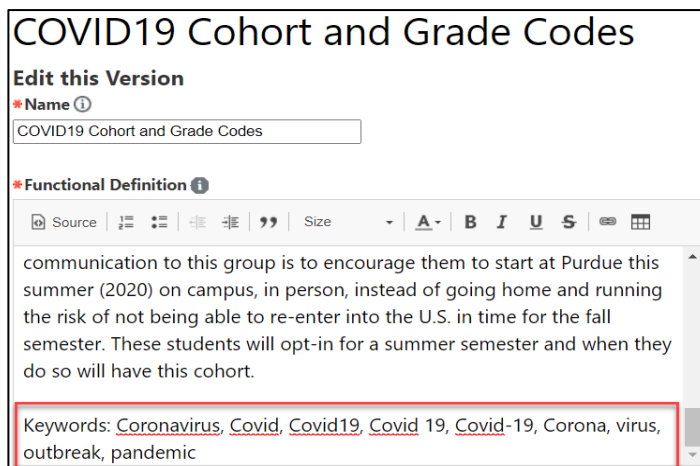 COVID19 Cohort and Grade Codes
Edit this Version
*Name
COVID19 Cohort and Grade Codes
*Functional Definition
Source Size A B I U S
communication to this group is to encourage them to start at Purdue this
summer (2020) on campus, in person, instead of going home and running
the risk of not being able to re-enter into the U.S. in time for the fall
semester. These students will opt-in for a summer semester and when they
do so will have this cohort.
Keywords: Coronavirus, Covid, Covid19, Covid 19, Covid-19, Corona, virus,
outbreak, pandemic